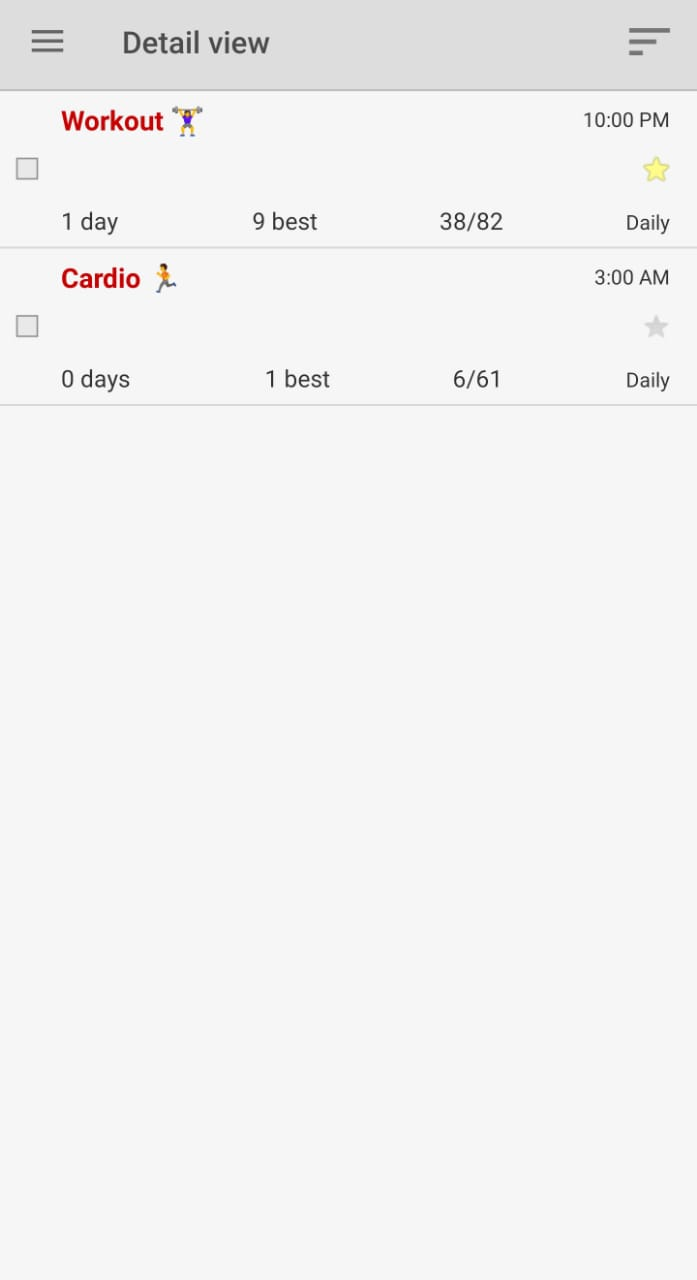 Detail view
Workout 🏋️‍♀️ 10:00 PM
1 day 9 best 38/82 Daily
Cardio 🏃 3:00 AM
0 days 1 best 6/61 Daily